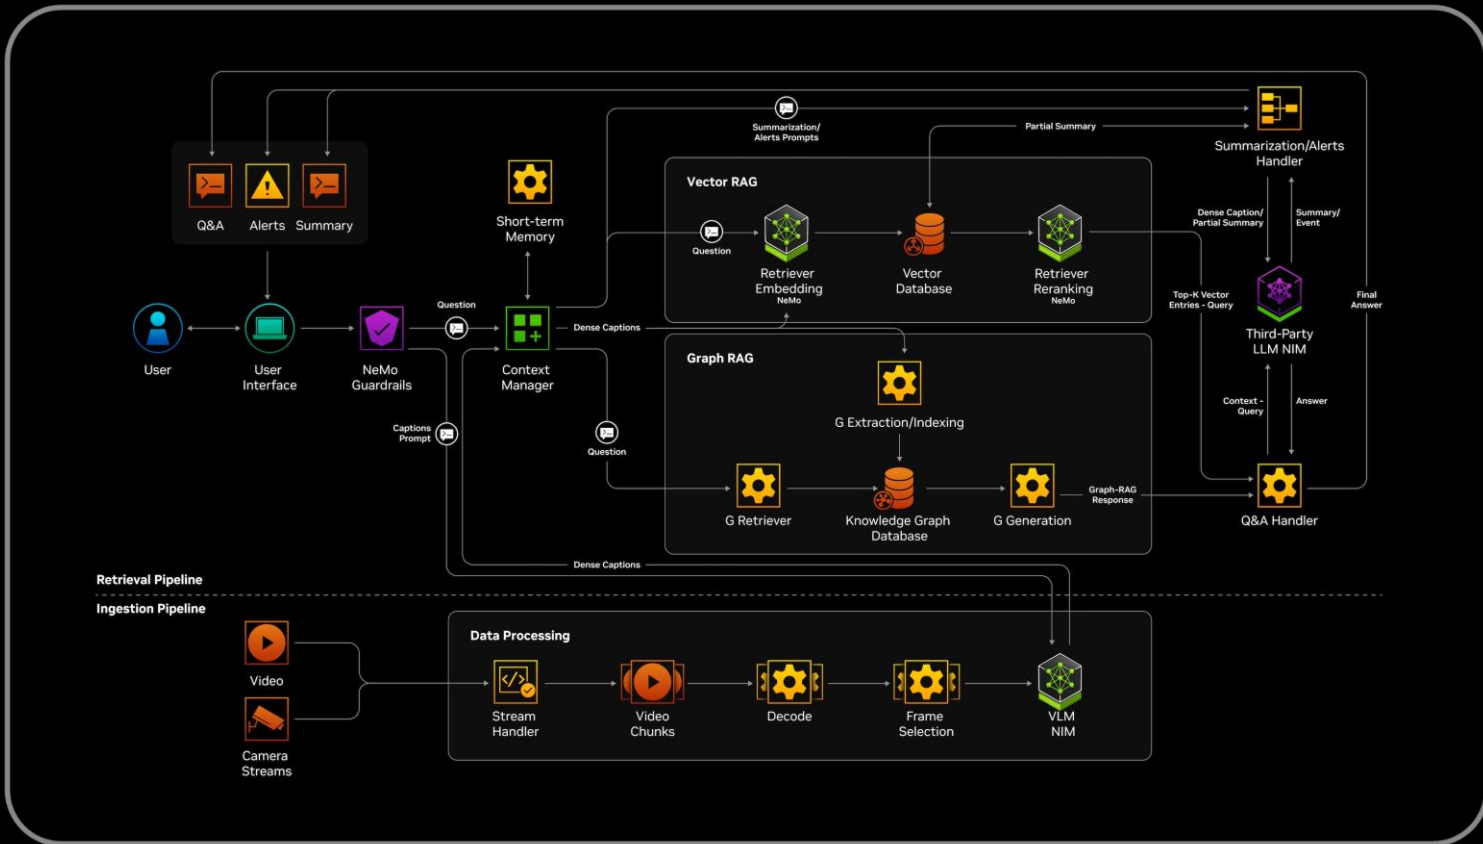 Summarization/
Alerts Prompts
Partial Summary
Summarization/Alerts
Handler
Q&A
Alerts
Summary
Short-term
Memory
Vector RAG
Question
Retriever
Embedding
NeMo
Vector
Database
Retriever
Reranking
NeMo
Dense Caption/
Partial Summary
Summary/
Event
Top-K Vector
Entries - Query
Third-Party
LLM NIM
Final
Answer
User
User
Interface
NeMo
Guardrails
Question
Context
Manager
Dense Captions
Graph RAG
G Extraction/Indexing
Context -
Query
Answer
Captions
Prompt
Question
G Retriever
Knowledge Graph
Database
G Generation
Graph-RAG
Response
Q&A Handler
Dense Captions
Retrieval Pipeline
Ingestion Pipeline
Data Processing
Video
Camera
Streams
Stream
Handler
Video
Chunks
Decode
Frame
Selection
VLM
NIM